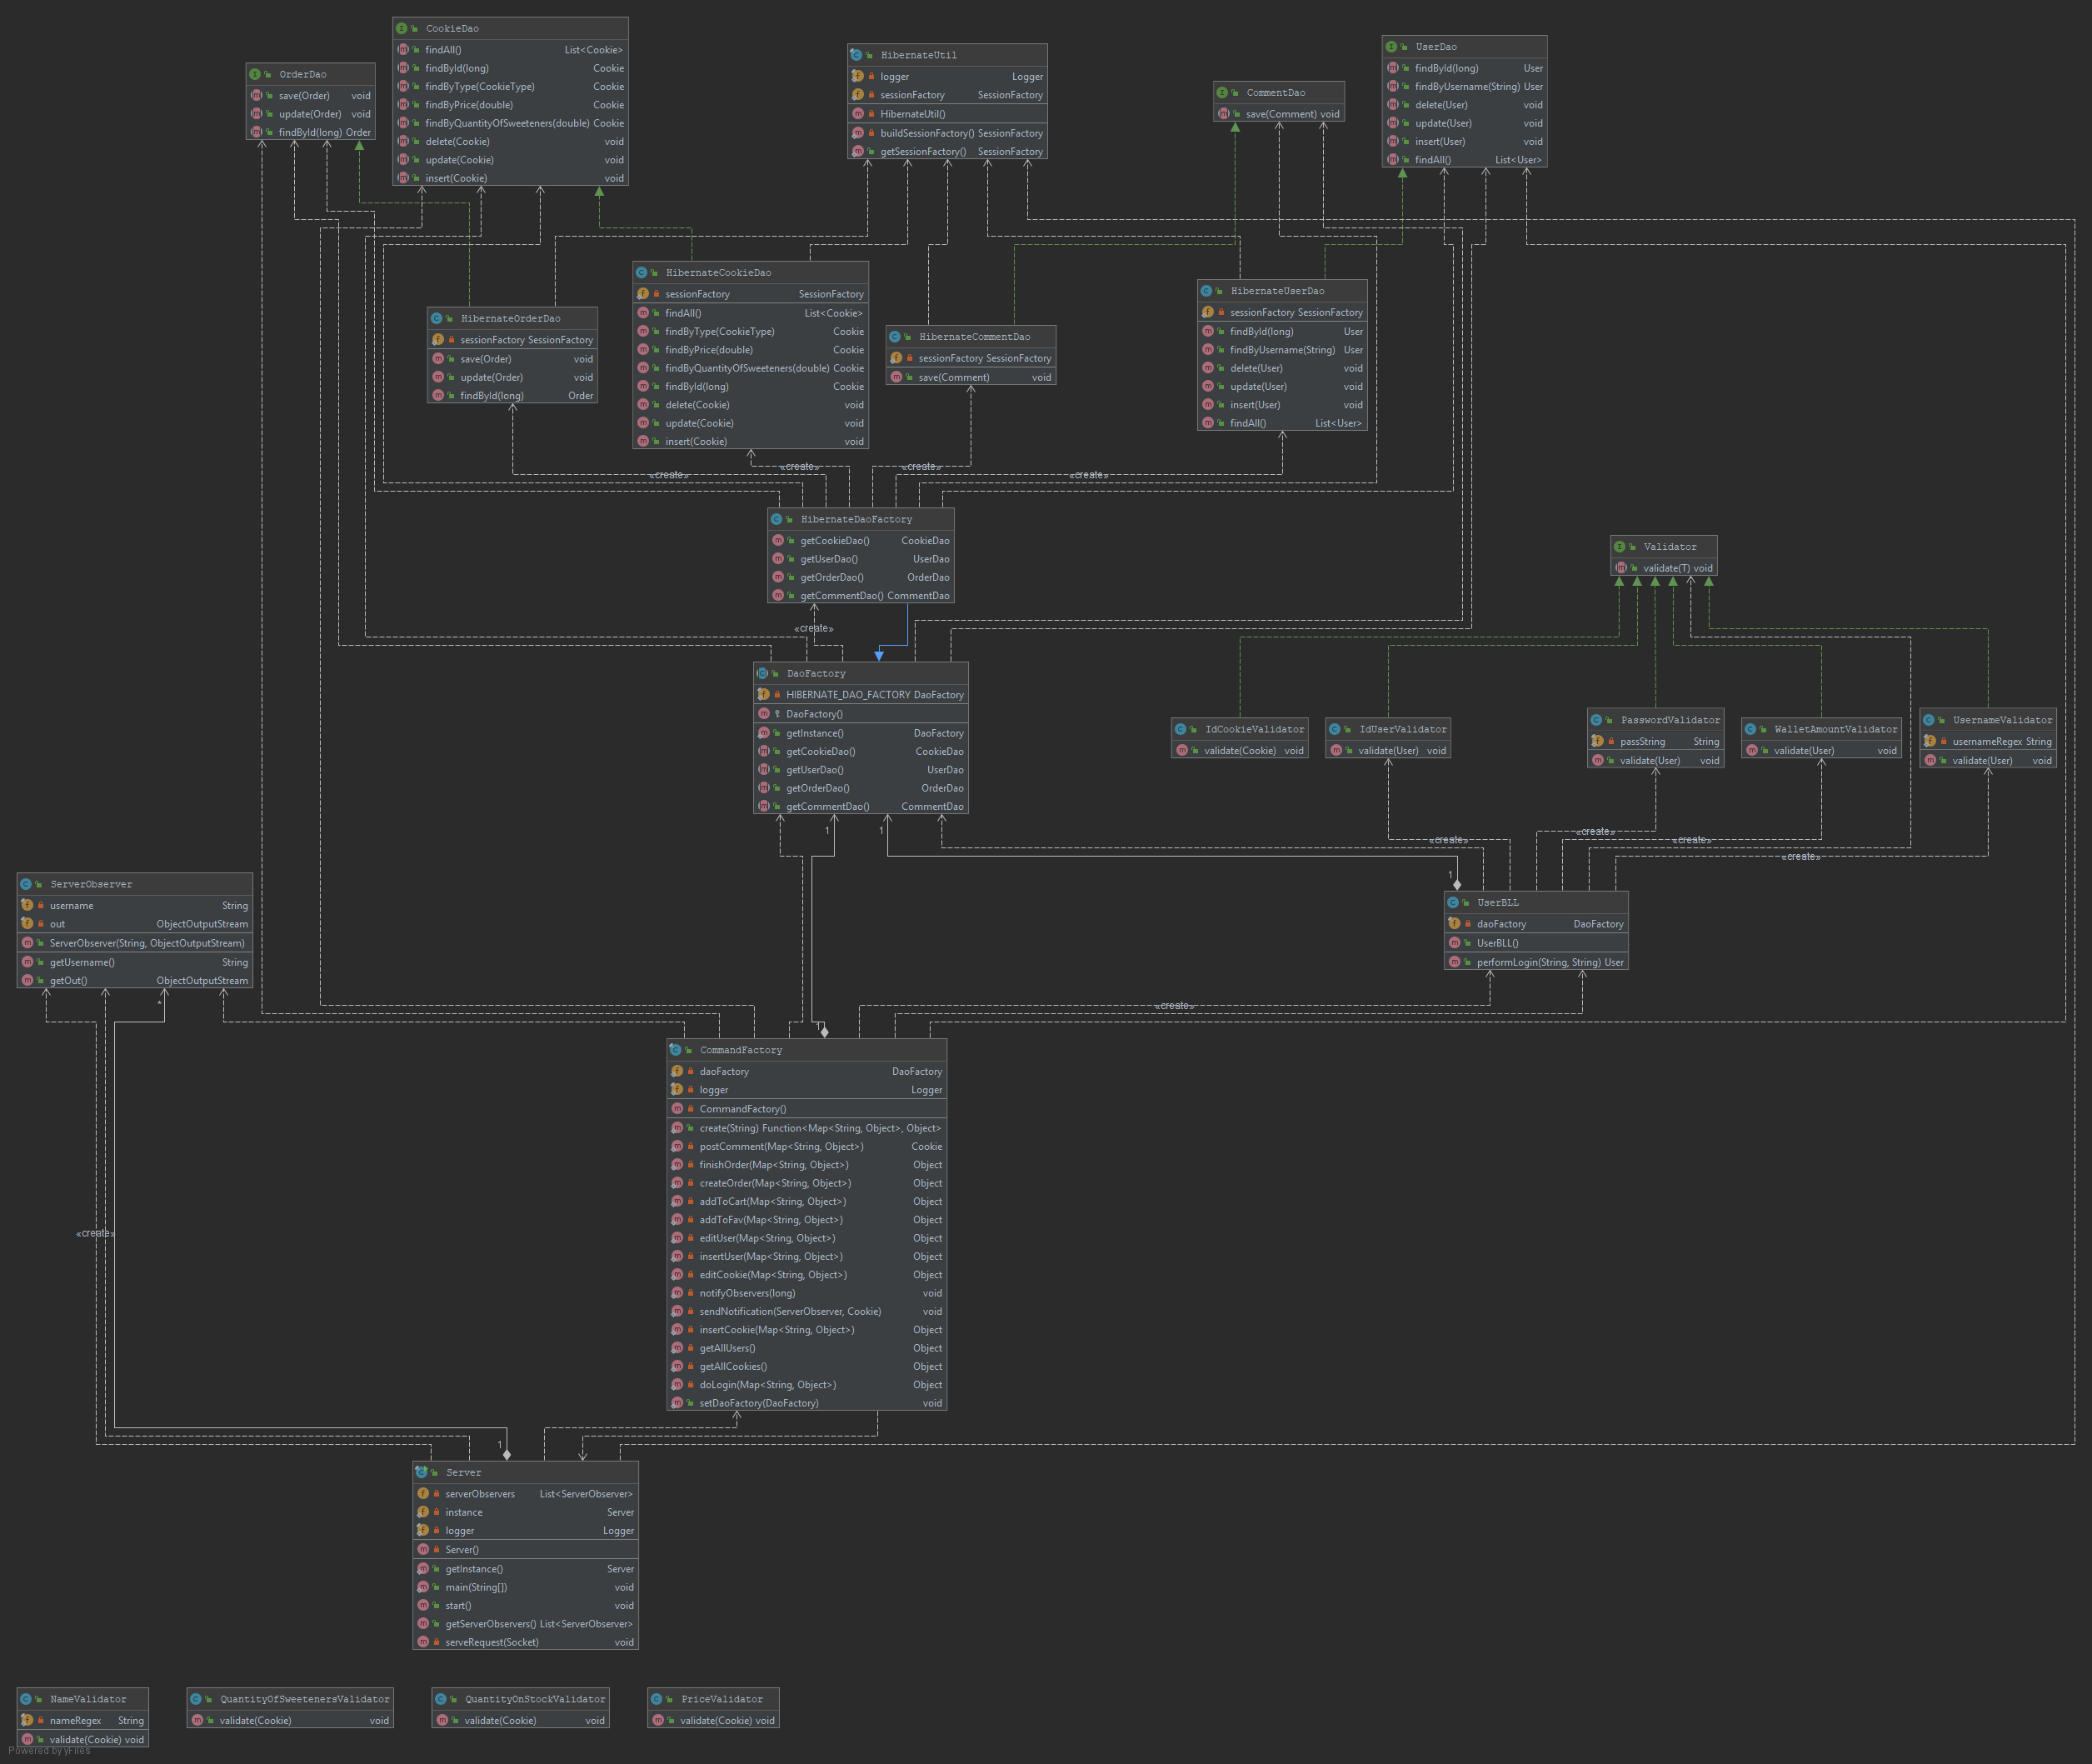 CookieDao
findAll() List<Cookie>
findById(long) Cookie
findByType(CookieType) Cookie
findByPrice(double) Cookie
findByQuantityOfSweeteners(double) Cookie
delete(Cookie) void
update(Cookie) void
insert(Cookie) void
OrderDao
save(Order) void
update(Order) void
findById(long) Order
HibernateUtil
logger Logger
sessionFactory SessionFactory
HibernateUtil()
buildSessionFactory() SessionFactory
getSessionFactory() SessionFactory
CommentDao
save(Comment) void
UserDao
findById(long) User
findByUsername(String) User
delete(User) void
update(User) void
insert(User) void
findAll() List<User>
HibernateOrderDao
sessionFactory SessionFactory
save(Order) void
update(Order) void
findById(long) Order
HibernateCookieDao
sessionFactory SessionFactory
findAll() List<Cookie>
findByType(CookieType) Cookie
findByPrice(double) Cookie
findByQuantityOfSweeteners(double) Cookie
findById(long) Cookie
delete(Cookie) void
update(Cookie) void
insert(Cookie) void
HibernateCommentDao
sessionFactory SessionFactory
save(Comment) void
HibernateUserDao
sessionFactory SessionFactory
findById(long) User
findByUsername(String) User
delete(User) void
update(User) void
insert(User) void
findAll() List<User>
«create»
«create»
«create»
«create»
HibernateDaoFactory
getCookieDao() CookieDao
getUserDao() UserDao
getOrderDao() OrderDao
getCommentDao() CommentDao
«create»
Validator
validate(T) void
DaoFactory
HIBERNATE_DAO_FACTORY DaoFactory
DaoFactory()
getInstance() DaoFactory
getCookieDao() CookieDao
getUserDao() UserDao
getOrderDao() OrderDao
getCommentDao() CommentDao
IdCookieValidator
validate(Cookie) void
IdUserValidator
validate(User) void
PasswordValidator
passString String
validate(User) void
WalletAmountValidator
validate(User) void
UsernameValidator
usernameRegex String
validate(User) void
1
1
«create»
«create»
«create»
«create»
1
ServerObserver
username String
out ObjectOutputStream
ServerObserver(String, ObjectOutputStream)
getUsername() String
getOut() ObjectOutputStream
UserBLL
daoFactory DaoFactory
UserBLL()
performLogin(String, String) User
*
«create»
1
CommandFactory
daoFactory DaoFactory
logger Logger
CommandFactory()
create(String) Function<Map<String, Object>, Object>
postComment(Map<String, Object>) Cookie
finishOrder(Map<String, Object>) Object
createOrder(Map<String, Object>) Object
addToCart(Map<String, Object>) Object
addToFav(Map<String, Object>) Object
editUser(Map<String, Object>) Object
insertUser(Map<String, Object>) Object
editCookie(Map<String, Object>) Object
notifyObservers(long) void
sendNotification(ServerObserver, Cookie) void
insertCookie(Map<String, Object>) Object
getAllUsers() Object
getAllCookies() Object
doLogin(Map<String, Object>) Object
setDaoFactory(DaoFactory) void
«create»
1
Server
serverObservers List<ServerObserver>
instance Server
logger Logger
Server()
getInstance() Server
main(String[]) void
start() void
getServerObservers() List<ServerObserver>
serveRequest(Socket) void
NameValidator
nameRegex String
validate(Cookie) void
QuantityOfSweetenersValidator
validate(Cookie) void
QuantityOnStockValidator
validate(Cookie) void
PriceValidator
validate(Cookie) void
Powered by yFiles